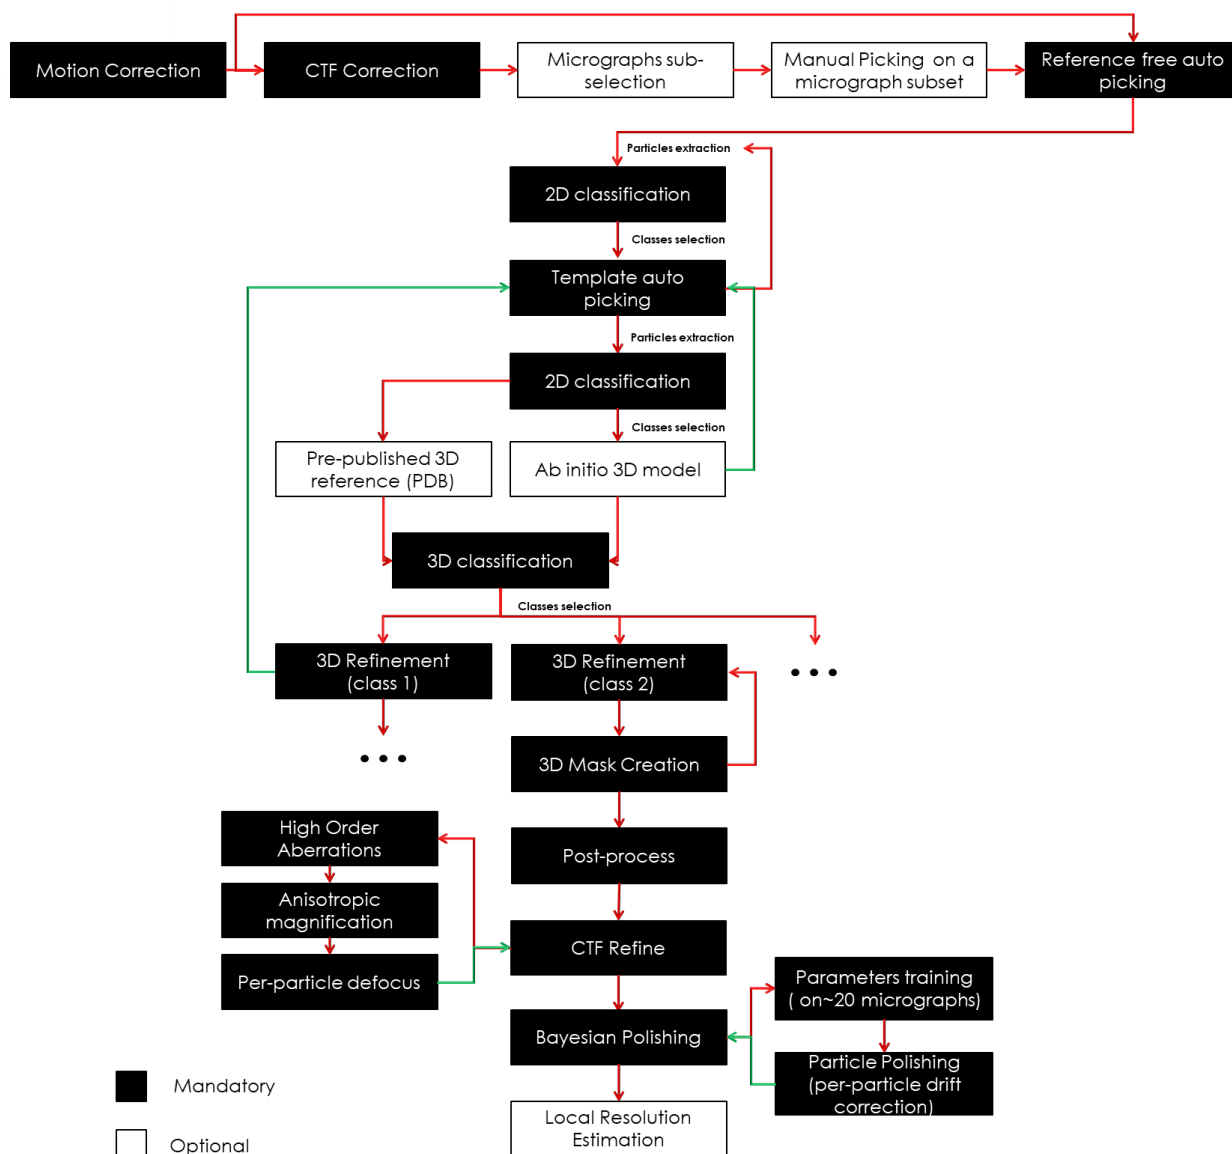 Motion Correction
CTF Correction
Micrographs sub-
selection
Manual Picking on a
micrograph subset
Reference free auto
picking
Particles extraction
2D classification
Classes selection
Template auto
picking
Particles extraction
2D classification
Classes selection
Pre-published 3D
reference (PDB)
Ab initio 3D model
3D classification
Classes selection
3D Refinement
(class 1)
3D Refinement
(class 2)
• • •
• • •
3D Mask Creation
High Order
Aberrations
Post-process
Anisotropic
magnification
CTF Refine
Per-particle defocus
Parameters training
( on~20 micrographs)
Bayesian Polishing
Particle Polishing
(per-particle drift
correction)
Mandatory
Local Resolution
Estimation
Optional